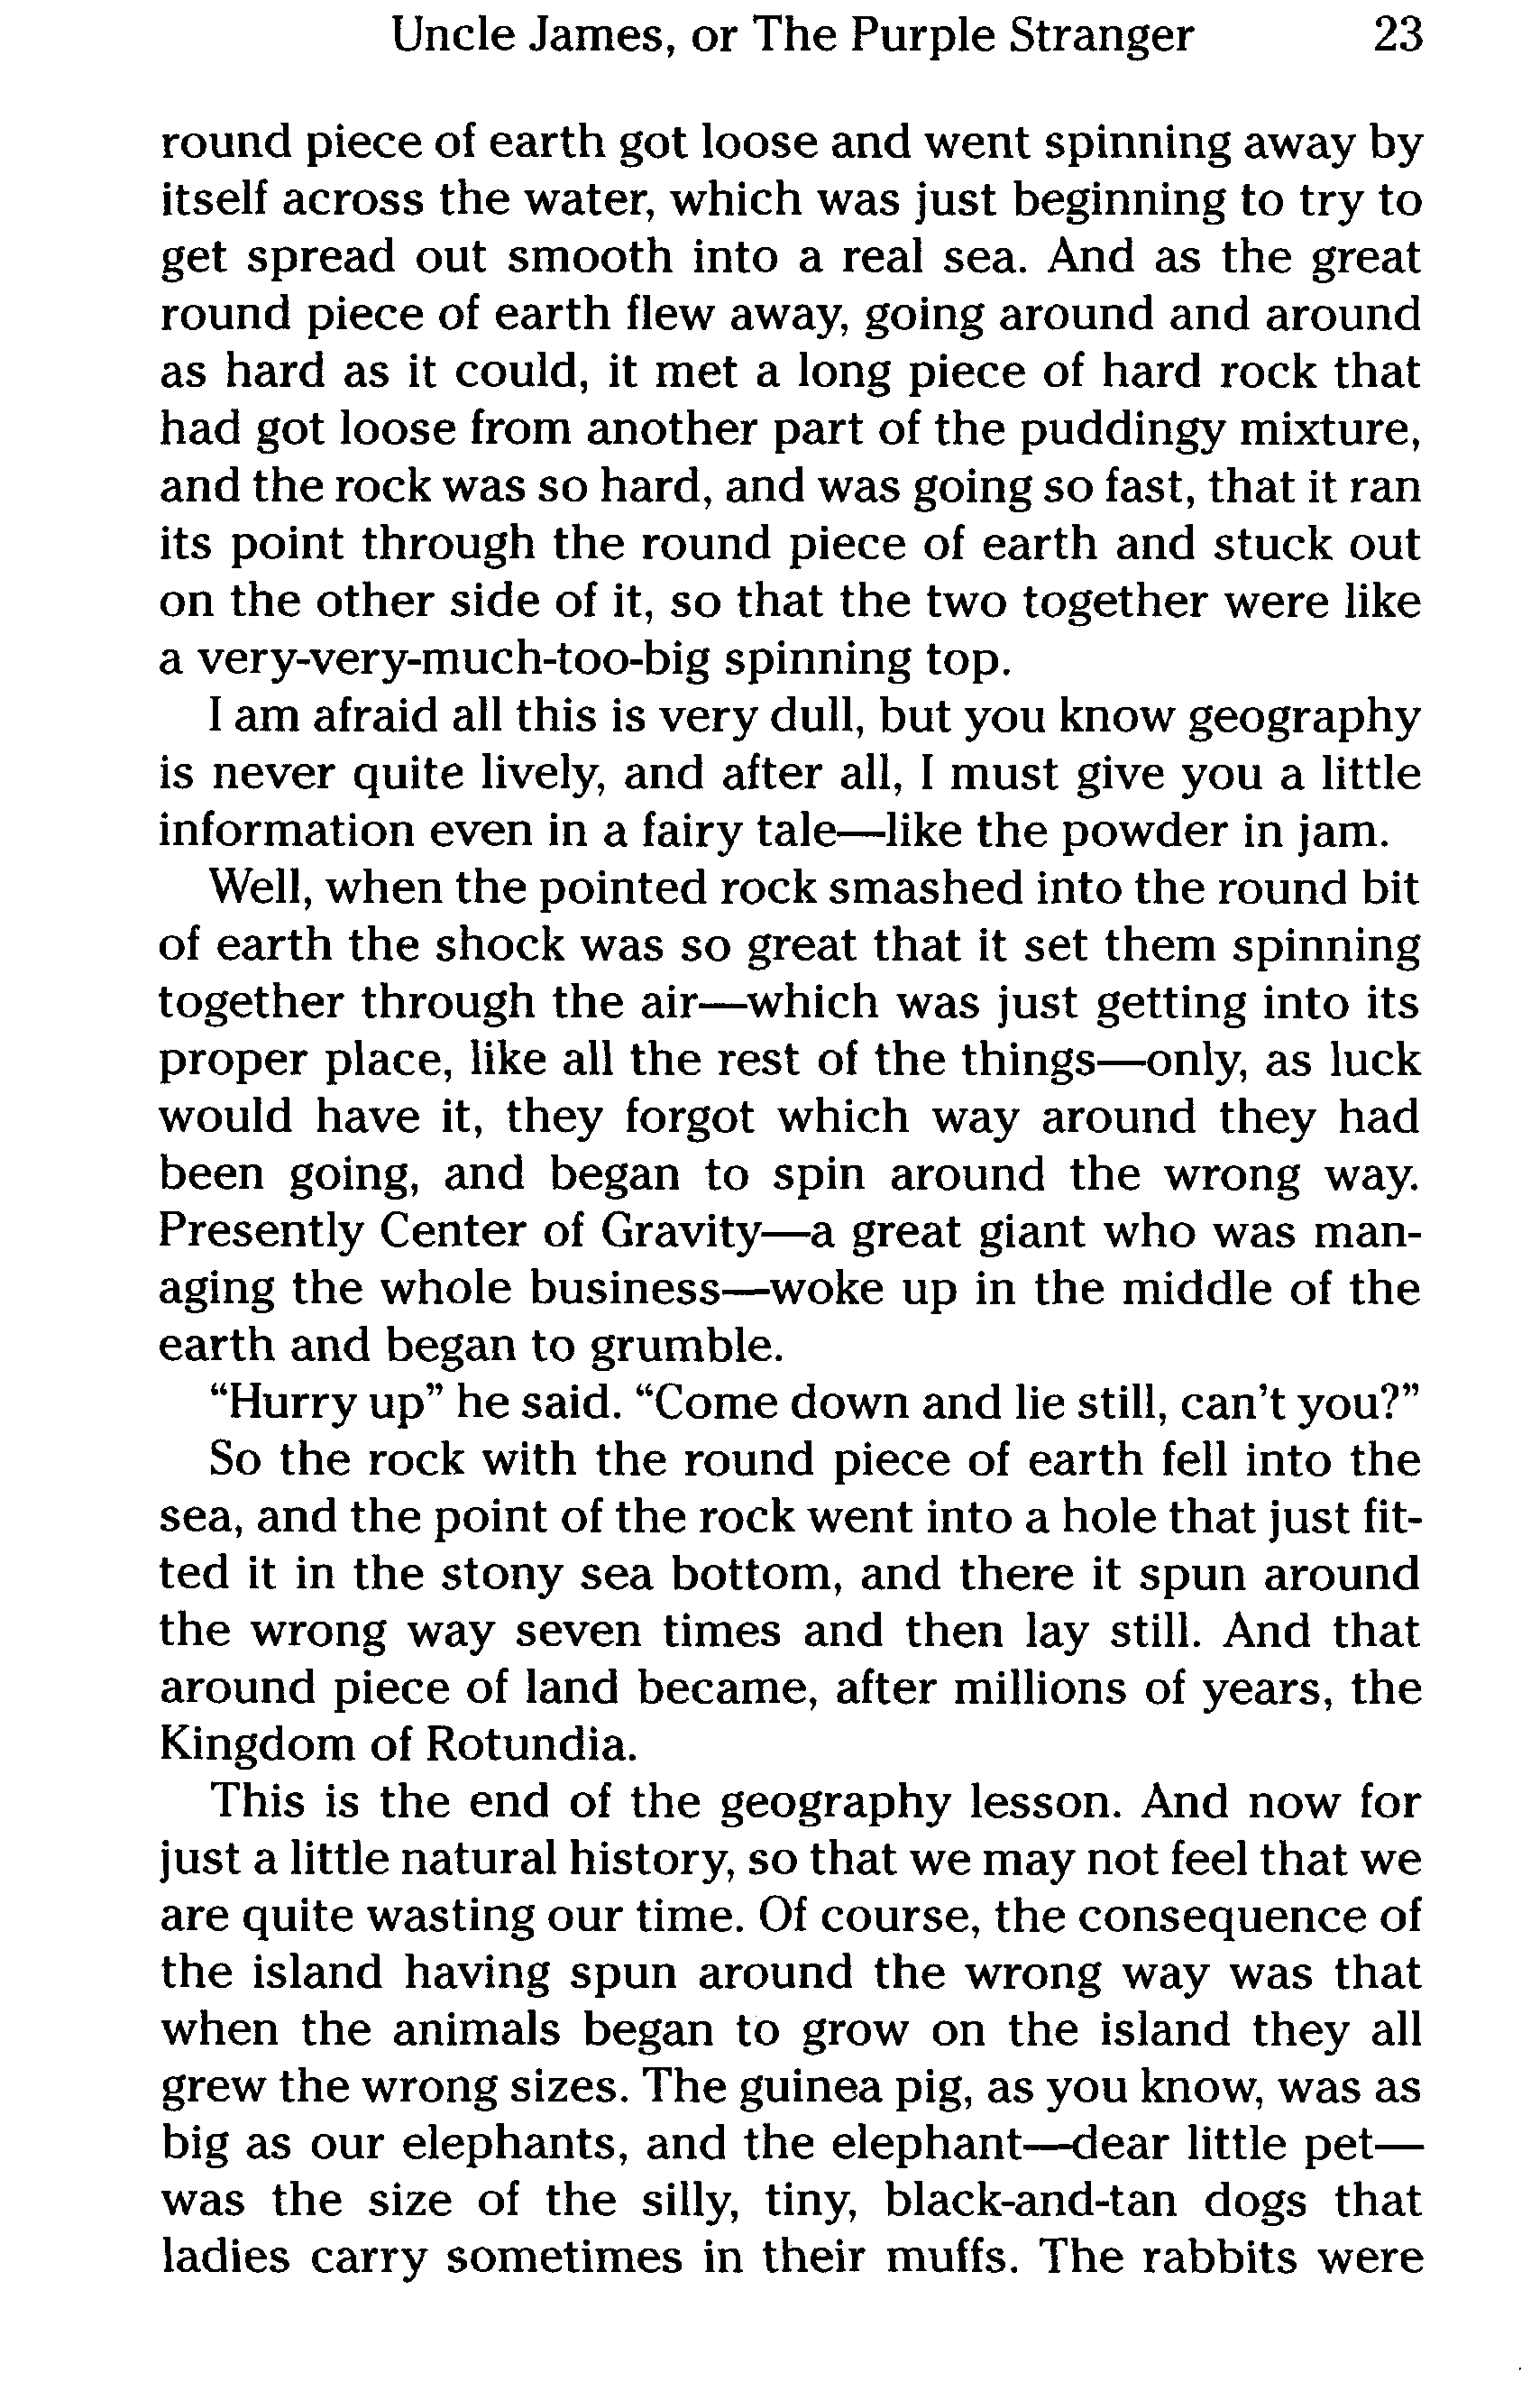 Uncle James, or The Purple Stranger 23
round piece of earth got loose and went spinning away by
itself across the water, which was just beginning to try to
get spread out smooth into a real sea. And as the great
round piece of earth flew away, going around and around
as hard as it could, it met a long piece of hard rock that
had got loose from another part of the puddingy mixture,
and the rock was so hard, and was going so fast, that it ran
its point through the round piece of earth and stuck out
on the other side of it, so that the two together were like
a very-very-much-too-big spinning top.
I am afraid all this is very dull, but you know geography
is never quite lively, and after all, I must give you a little
information even in a fairy tale—like the powder in jam.
Well, when the pointed rock smashed into the round bit
of earth the shock was so great that it set them spinning
together through the air—which was just getting into its
proper place, like all the rest of the things—only, as luck
would have it, they forgot which way around they had
been going, and began to spin around the wrong way.
Presently Center of Gravity—a great giant who was man-
aging the whole business—woke up in the middle of the
earth and began to grumble.
“Hurry up” he said. “Come down and lie still, can't you?”
So the rock with the round piece of earth fell into the
sea, and the point of the rock went into a hole that just fit-
ted it in the stony sea bottom, and there it spun around
the wrong way seven times and then lay still. And that
around piece of land became, after millions of years, the
Kingdom of Rotundia.
This is the end of the geography lesson. And now for
just a little natural history, so that we may not feel that we
are quite wasting our time. Of course, the consequence of
the island having spun around the wrong way was that
when the animals began to grow on the island they all
grew the wrong sizes. The guinea pig, as you know, was as
big as our elephants, and the elephant—dear little pet—
was the size of the silly, tiny, black-and-tan dogs that
ladies carry sometimes in their muffs. The rabbits were